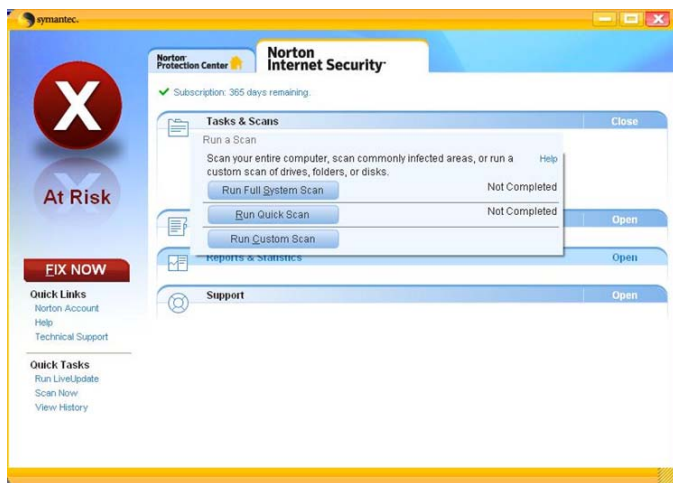 symantec.
Norton
Protection Center
Norton
Internet Security
Subscription: 365 days remaining.
Tasks & Scans
Close
Run a Scan
Scan your entire computer, scan commonly infected areas, or run a
custom scan of drives, folders, or disks.
Help
Run Full System Scan
Not Completed
Run Quick Scan
Not Completed
Run Custom Scan
Open
Reports & Statistics
Open
Support
Open
X
At Risk
FIX NOW
Quick Links
Norton Account
Help
Technical Support
Quick Tasks
Run LiveUpdate
Scan Now
View History